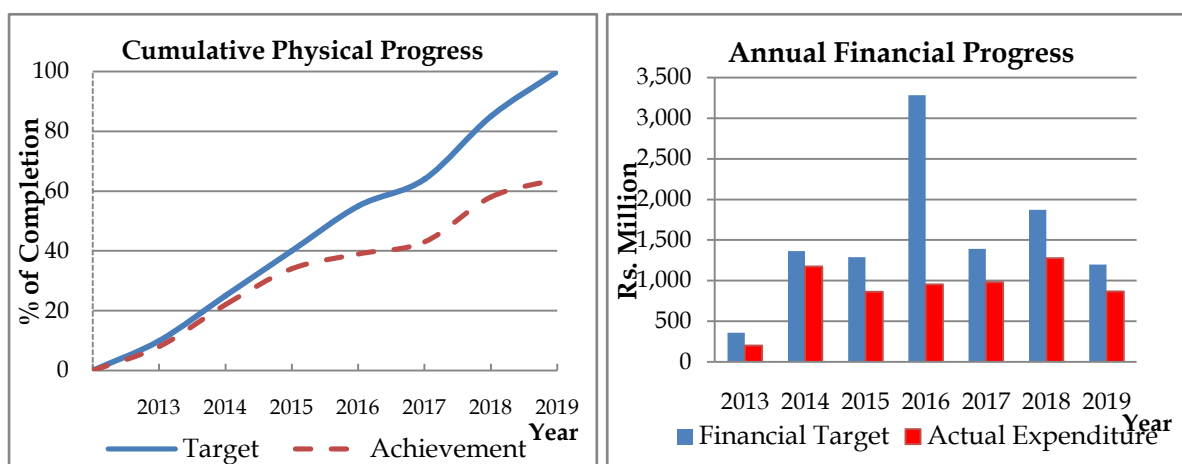 Cumulative Physical Progress
% of Completion
100
80
60
40
20
0
2013 2014 2015 2016 2017 2018 2019
Year
Target Achievement
Annual Financial Progress
Rs. Million
3,500
3,000
2,500
2,000
1,500
1,000
500
0
2013 2014 2015 2016 2017 2018 2019
Year
Financial Target Actual Expenditure